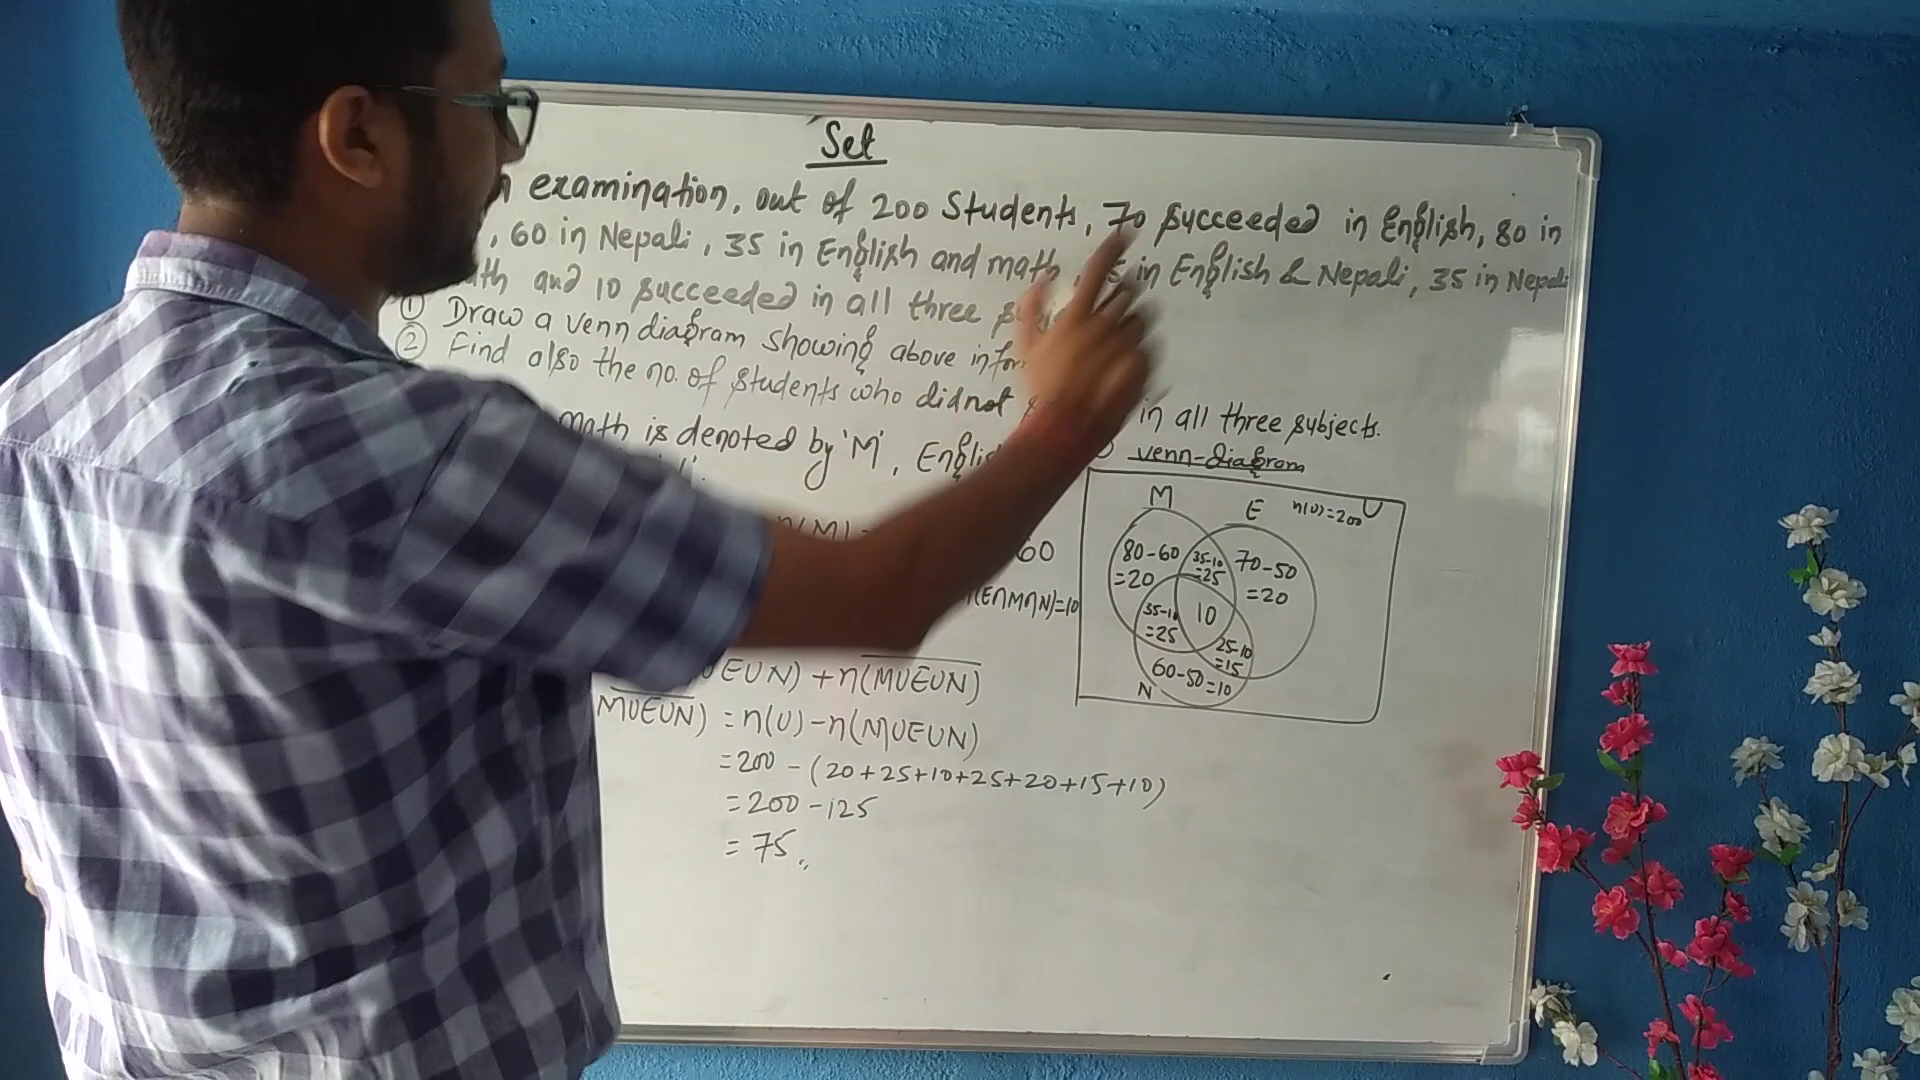 Set
examination, out of 200 students, 70 succeeded in English, 80 in
, 60 in Nepali, 35 in English and math, in English & Nepali, 35 in Nepali
and 10 succeeded in all three
① Draw a venn diagram showing above
② Find also the no. of students who did not in all three subjects.
math is denoted by 'M',
venn-diagram
M E n(U)=200 U
80-60 =20
35-10 =25
70-50 =20
35-10 =25
10
25-10 =15
60-50=10
N
60
(E∩M∩N)=10
EUN) + n(MUEUN)
MUEUN) = n(U) - n(MUEUN)
= 200 - (20+25+10+25+20+15+10)
= 200 - 125
= 75